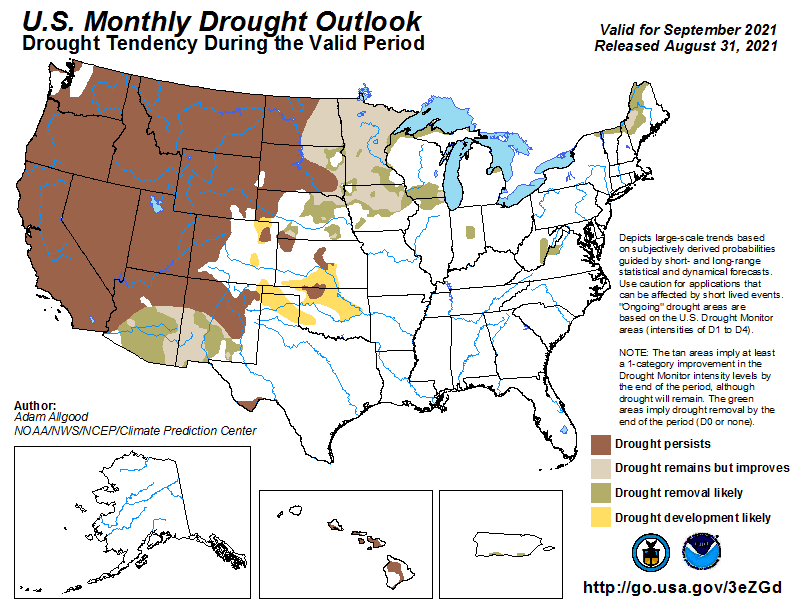 U.S. Monthly Drought Outlook
Drought Tendency During the Valid Period
Valid for September 2021
Released August 31, 2021
Depicts large-scale trends based
on subjectively derived probabilities
guided by short- and long-range
statistical and dynamical forecasts.
Use caution for applications that
can be affected by short lived events.
"Ongoing" drought areas are
based on the U.S. Drought Monitor
areas (intensities of D1 to D4).
NOTE: The tan areas imply at least
a 1-category improvement in the
Drought Monitor intensity levels by
the end of the period, although
drought will remain. The green
areas imply drought removal by the
end of the period (D0 or none).
Author:
Adam Allgood
NOAA/NWS/NCEP/Climate Prediction Center
Drought persists
Drought remains but improves
Drought removal likely
Drought development likely
http://go.usa.gov/3eZGd